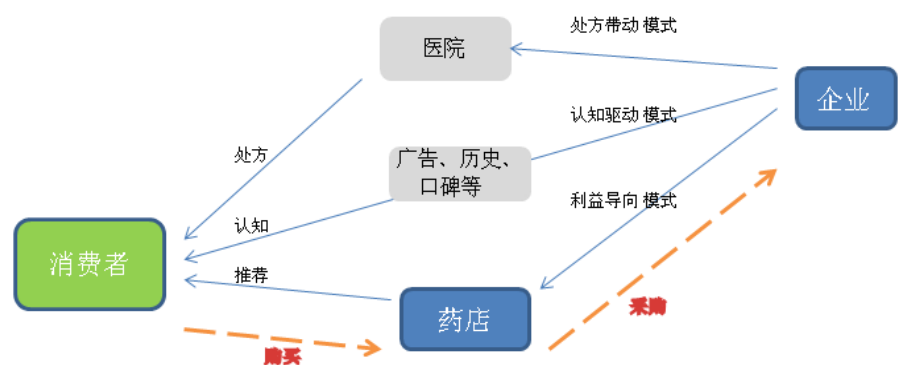 处方带动 模式
医院
企业
认知驱动 模式
广告、历史、
口碑等
处方
利益导向 模式
认知
消费者
推荐
药店
采购
购买